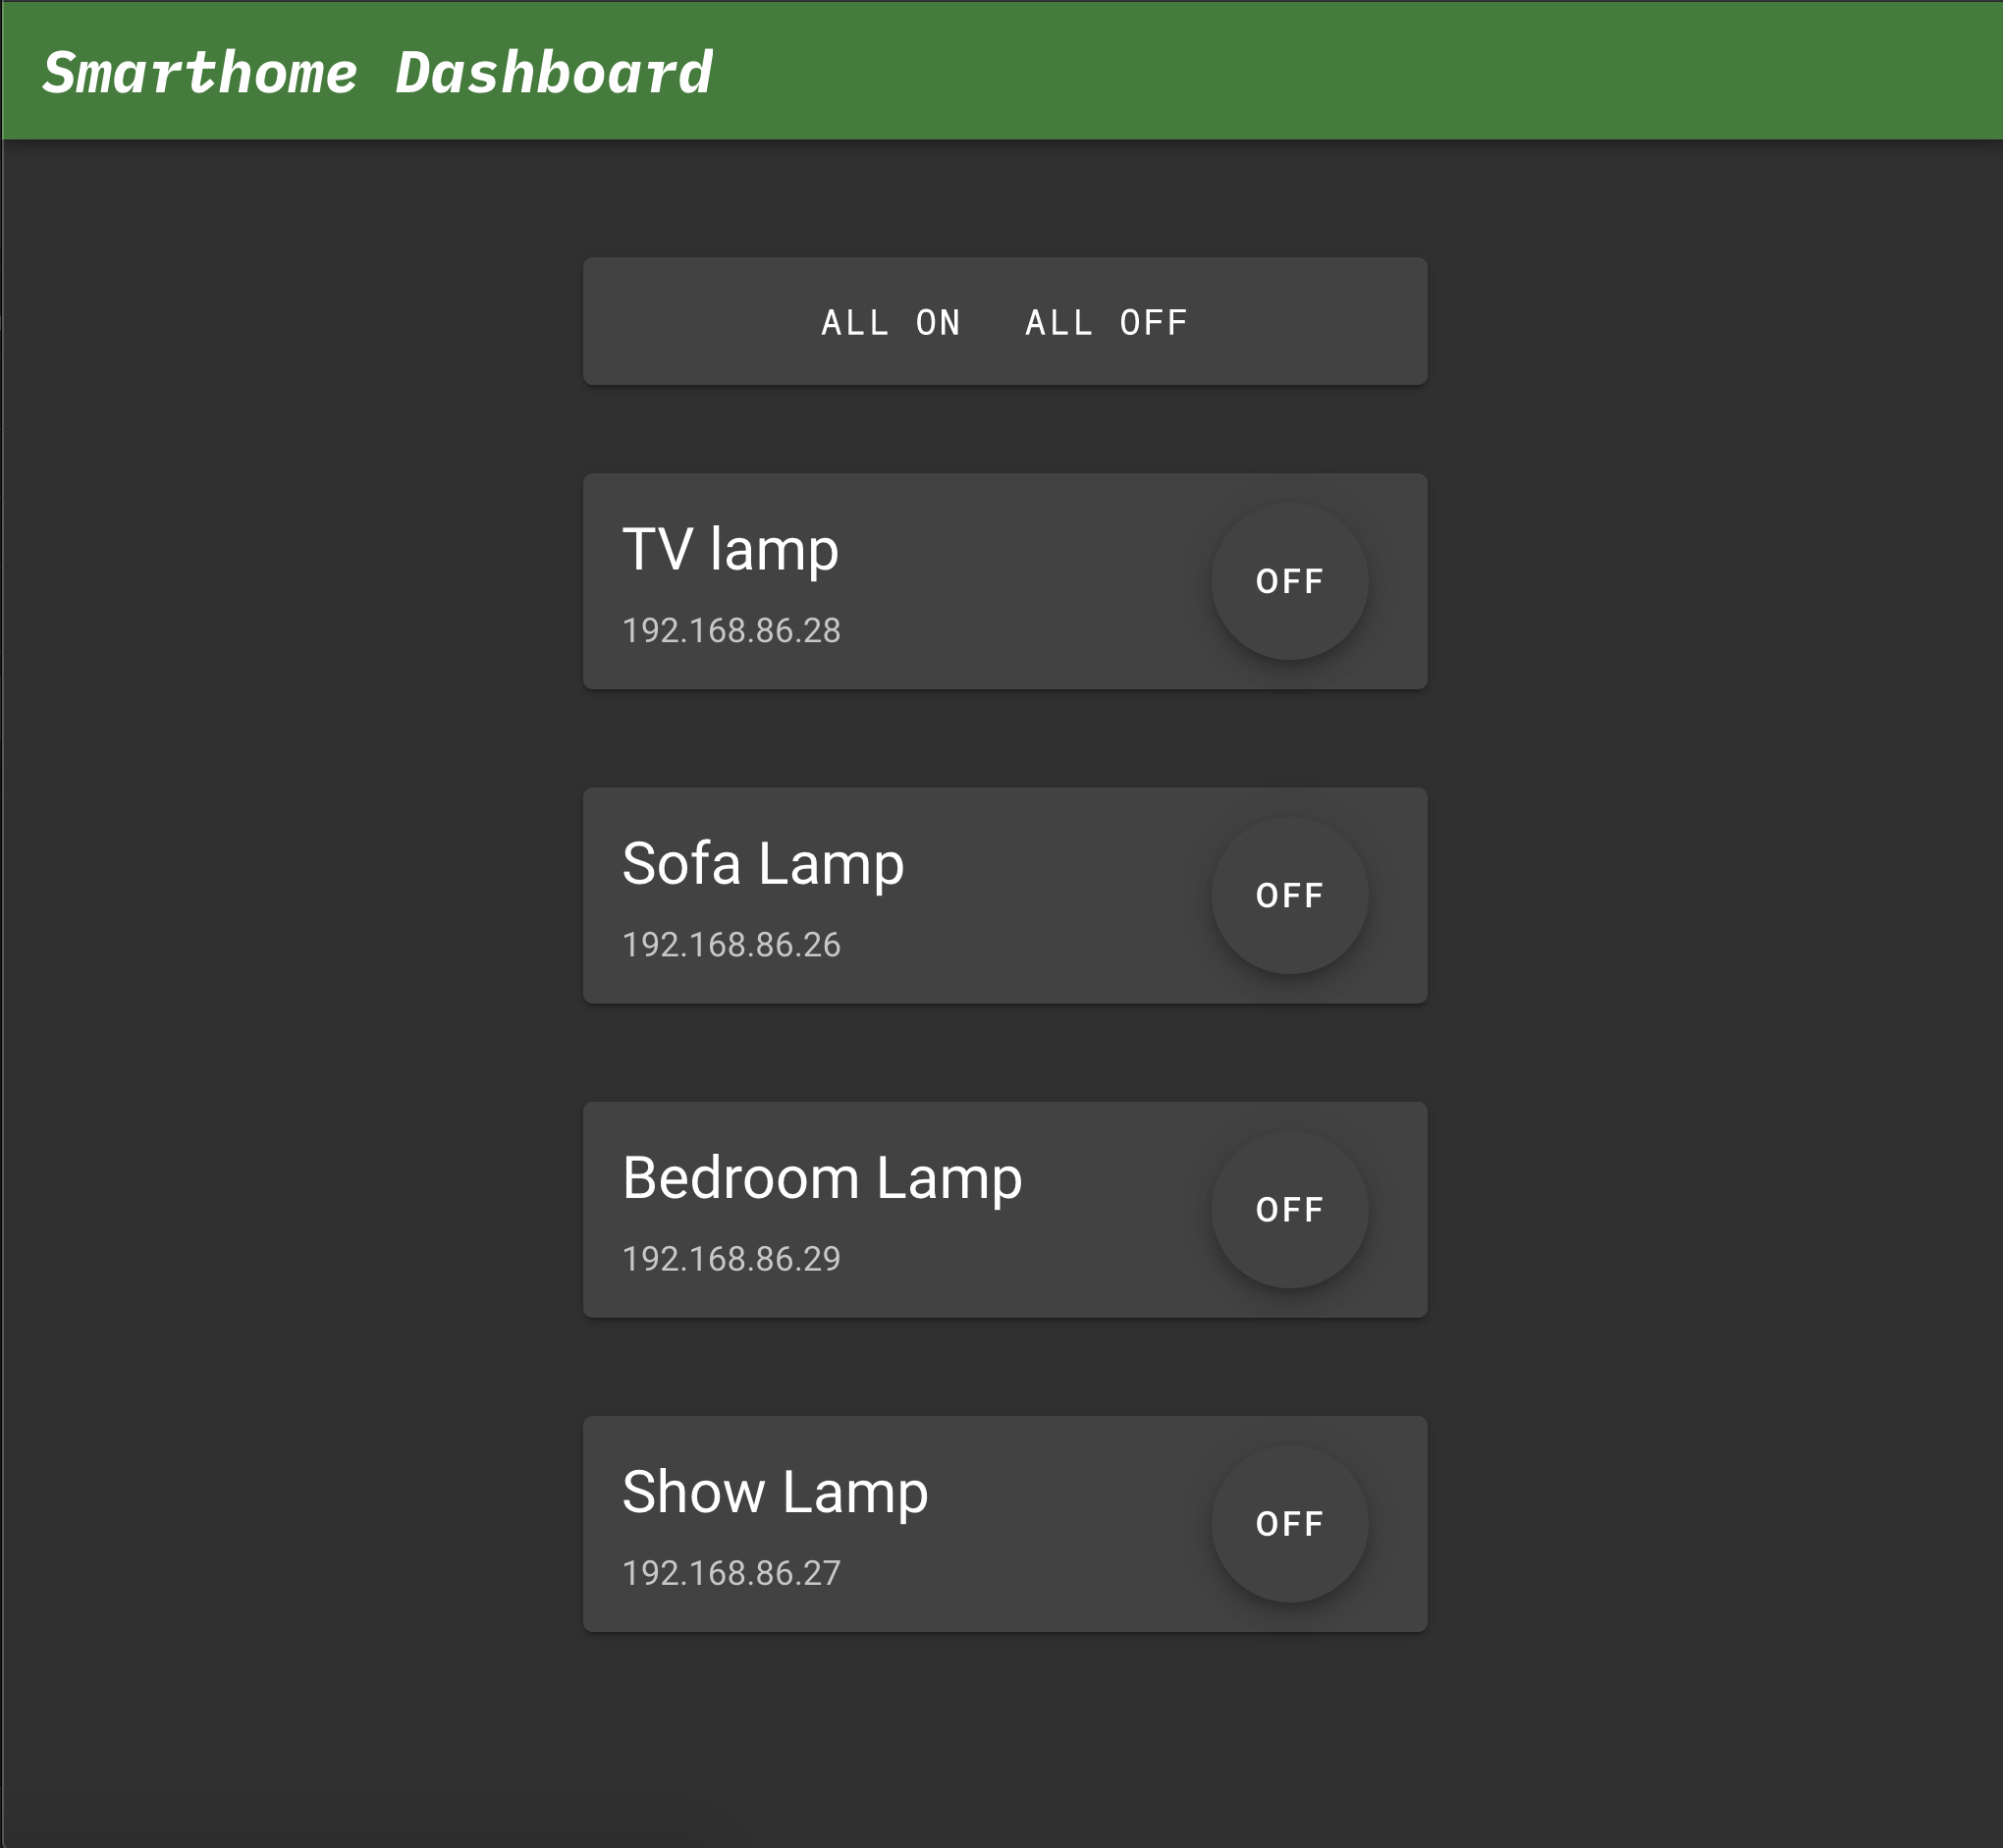 Smarthome Dashboard
ALL ON ALL OFF
TV lamp
192.168.86.28
OFF
Sofa Lamp
192.168.86.26
OFF
Bedroom Lamp
192.168.86.29
OFF
Show Lamp
192.168.86.27
OFF